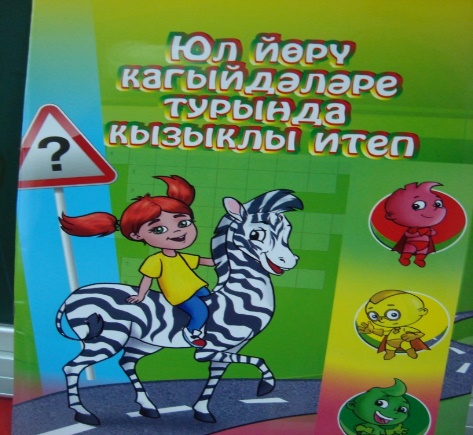 ?
Юл йөрү
кагыйдәләре
турында
кызыклы итеп